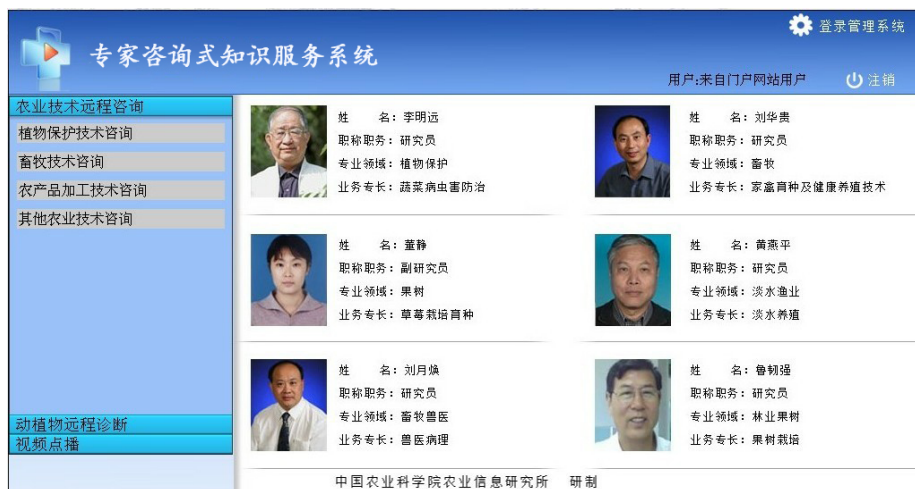 登录管理系统
专家咨询式知识服务系统
用户:来自门户网站用户
注销
农业技术远程咨询
植物保护技术咨询
畜牧技术咨询
农产品加工技术咨询
其他农业技术咨询
动植物远程诊断
视频点播
姓 名：李明远
职称职务：研究员
专业领域：植物保护
业务专长：蔬菜病虫害防治
姓 名：刘华贵
职称职务：研究员
专业领域：畜牧
业务专长：家禽育种及健康养殖技术
姓 名：董静
职称职务：副研究员
专业领域：果树
业务专长：草莓栽培育种
姓 名：黄燕平
职称职务：研究员
专业领域：淡水渔业
业务专长：淡水养殖
姓 名：刘月焕
职称职务：研究员
专业领域：畜牧兽医
业务专长：兽医病理
姓 名：鲁韧强
职称职务：研究员
专业领域：林业果树
业务专长：果树栽培
中国农业科学院农业信息研究所 研制